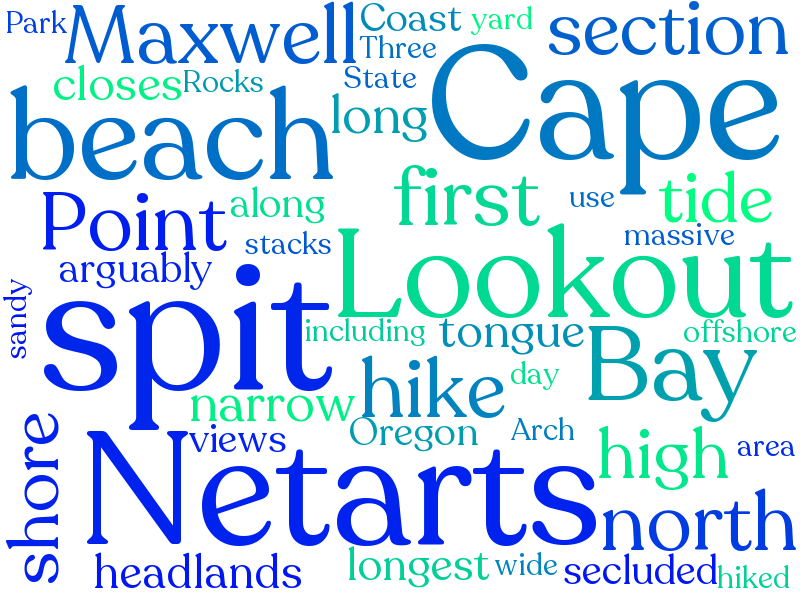 Park
Maxwell
Coast
yard
section
Three
closes
Rocks
State
Cape
beach
long
first
use
tide
Point
along
stacks
massive
arguably
Lookout
sandy
spit
including
tongue
Bay
offshore
narrow
hike
day
views
Oregon
Arch
shore
Netarts
high
area
north
headlands
longest
wide
secluded
hiked